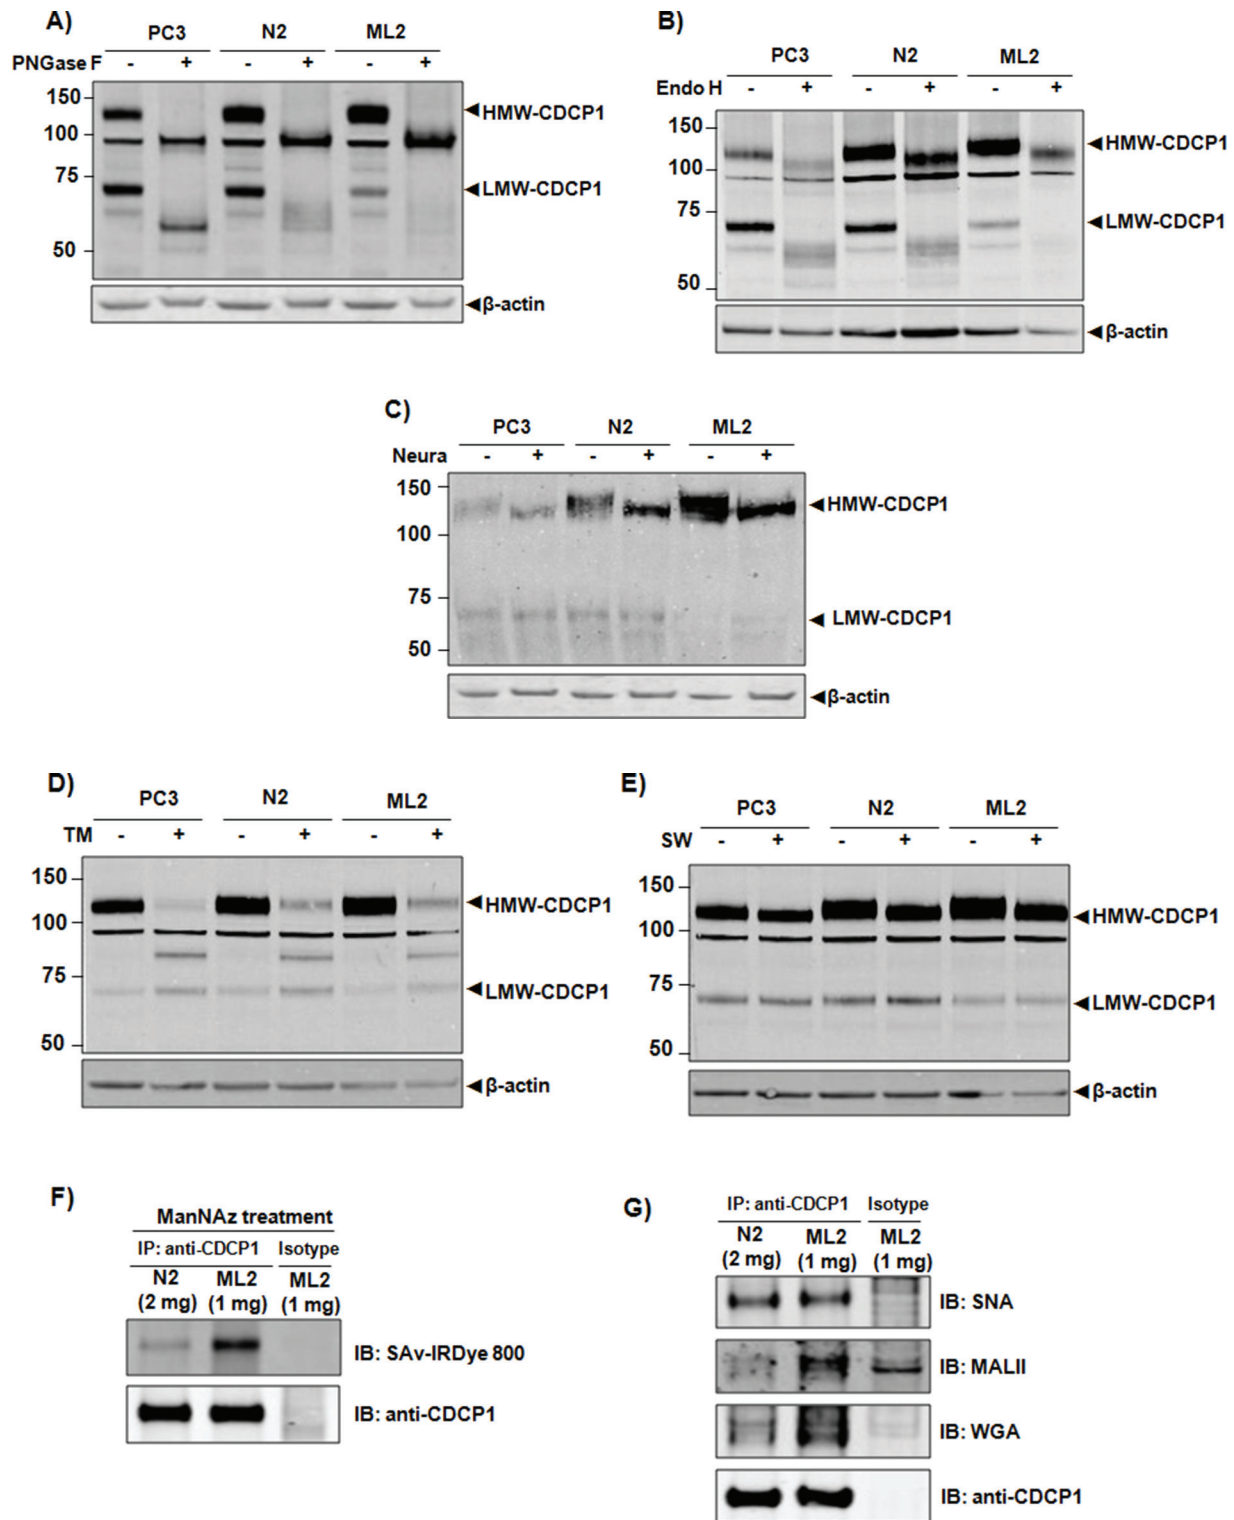 A)
PC3 N2 ML2
PNGase F - + - + - +
150
100
75
50
HMW-CDCP1
LMW-CDCP1
β-actin
B)
PC3 N2 ML2
Endo H - + - + - +
150
100
75
50
HMW-CDCP1
LMW-CDCP1
β-actin
C)
PC3 N2 ML2
Neura - + - + - +
150
100
75
50
HMW-CDCP1
LMW-CDCP1
β-actin
D)
PC3 N2 ML2
TM - + - + - +
150
100
75
50
HMW-CDCP1
LMW-CDCP1
β-actin
E)
PC3 N2 ML2
SW - + - + - +
150
100
75
50
HMW-CDCP1
LMW-CDCP1
β-actin
F)
ManNAz treatment
IP: anti-CDCP1 Isotype
N2 ML2 ML2
(2 mg) (1 mg) (1 mg)
IB: SAv-IRDye 800
IB: anti-CDCP1
G)
IP: anti-CDCP1 Isotype
N2 ML2 ML2
(2 mg) (1 mg) (1 mg)
IB: SNA
IB: MALII
IB: WGA
IB: anti-CDCP1